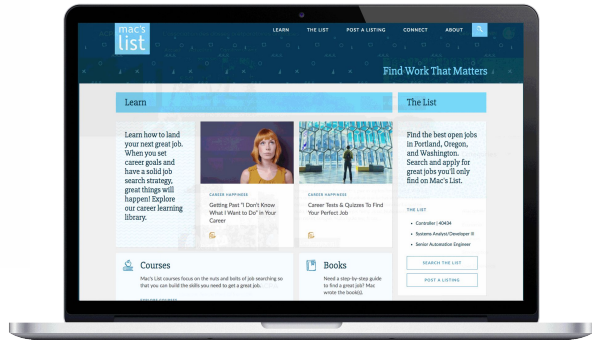 mac's
list
LEARN THE LIST POST A LISTING CONNECT ABOUT
Find Work That Matters
Learn
The List
Learn how to land
your next great job.
When you set
career goals and
have a solid job
search strategy,
great things will
happen! Explore
our career learning
library.
CAREER HAPPINESS
Getting Past "I Don't Know
What I Want to Do" in Your
Career
CAREER HAPPINESS
Career Tests & Quizzes To Find
Your Perfect Job
Find the best open jobs
in Portland, Oregon,
and Washington.
Search and apply for
great jobs you'll only
find on Mac's List.
THE LIST
• Controller | 40434
• Systems Analyst/Developer III
• Senior Automation Engineer
SEARCH THE LIST
POST A LISTING
Courses
Mac's List courses focus on the nuts and bolts of job searching so
that you can build the skills you need to get a great job.
Books
Need a step-by-step guide
to find a great job? Mac
wrote the book(s).